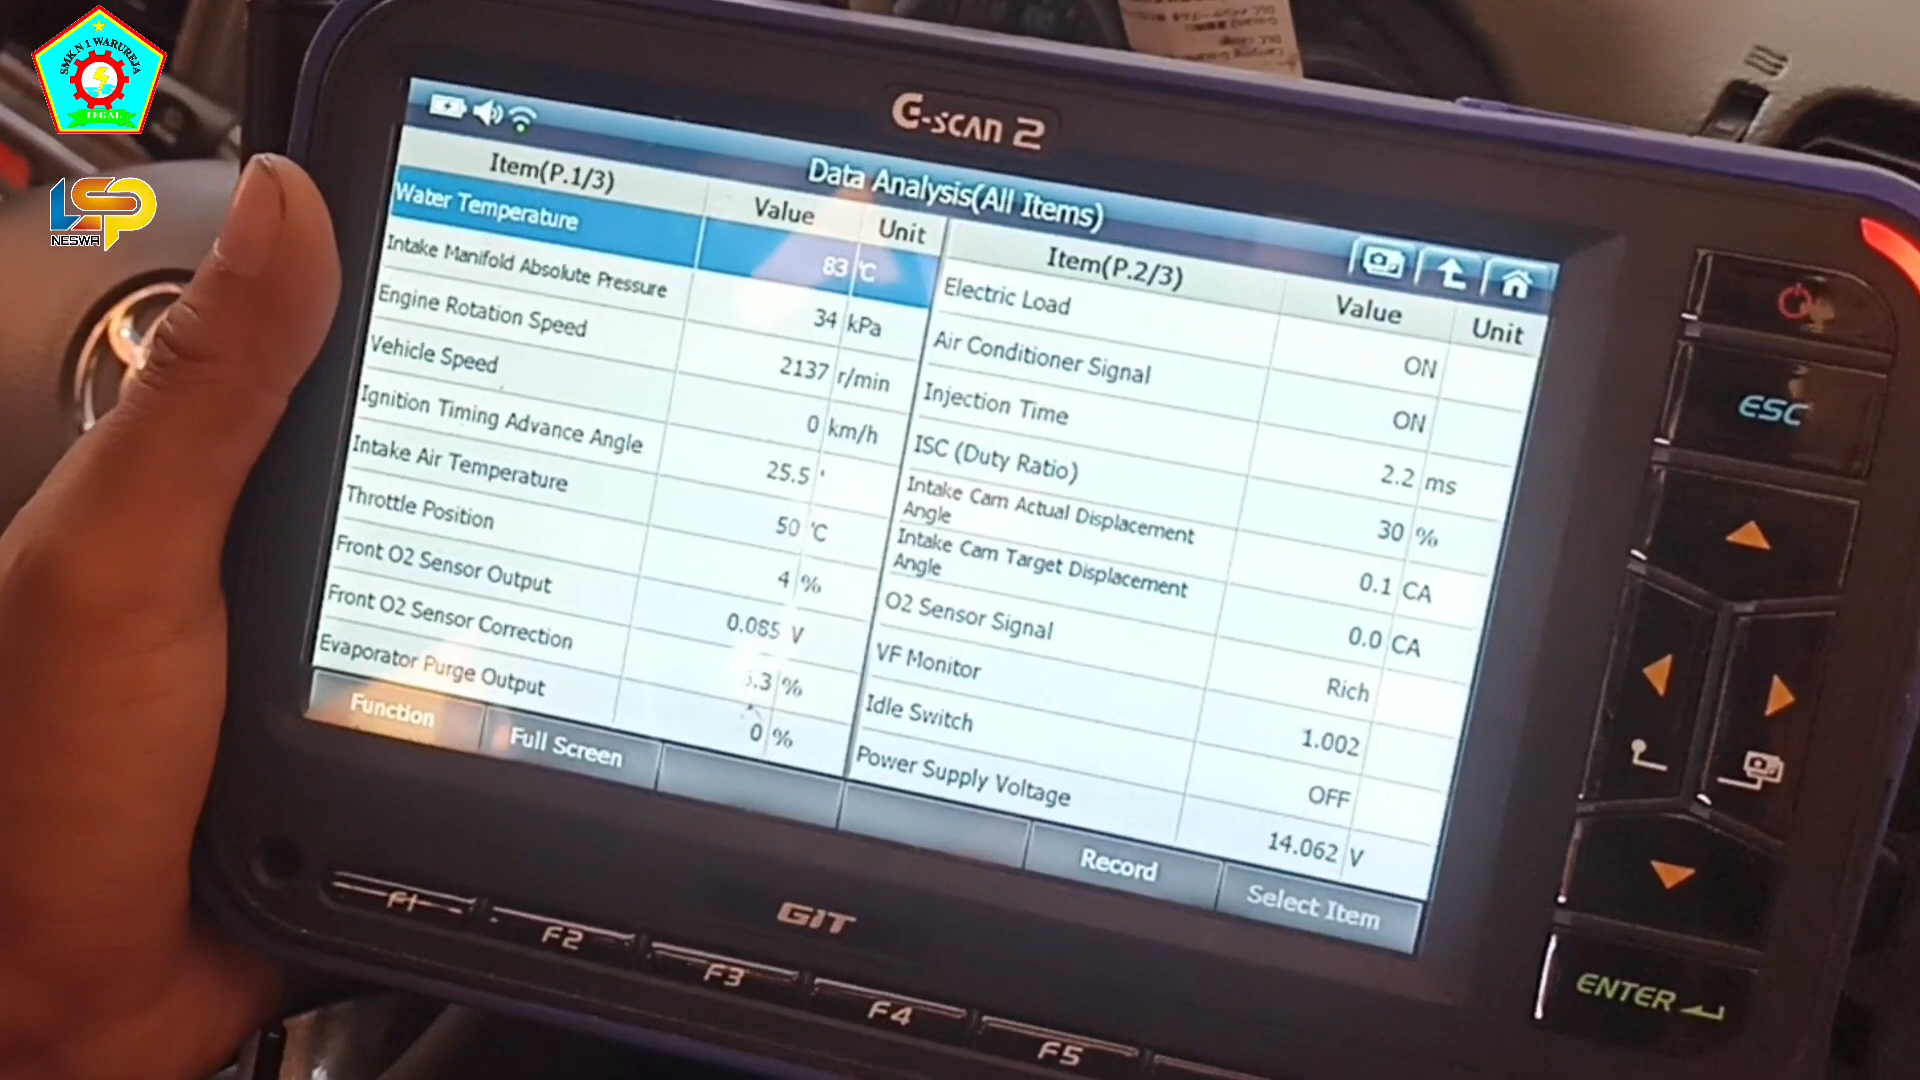 SMK N 1 WARUREJA
TEGAL
LSP
NESWA
G-SCAN 2
Data Analysis(All Items)
Item(P.1/3) Value Unit
Water Temperature 83 °C
Intake Manifold Absolute Pressure 34 kPa
Engine Rotation Speed 2137 r/min
Vehicle Speed 0 km/h
Ignition Timing Advance Angle 25.5 °
Intake Air Temperature 50 °C
Throttle Position 4 %
Front O2 Sensor Output 0.085 V
Front O2 Sensor Correction .3 %
Evaporator Purge Output 0 %
Item(P.2/3) Value Unit
Electric Load ON
Air Conditioner Signal ON
Injection Time 2.2 ms
ISC (Duty Ratio) 30 %
Intake Cam Actual Displacement
Angle 0.1 CA
Intake Cam Target Displacement
Angle 0.0 CA
O2 Sensor Signal Rich
VF Monitor 1.002
Idle Switch OFF
Power Supply Voltage 14.062 V
Function Full Screen Record Select Item
ESC
ENTER
GIT
F1 F2 F3 F4 F5